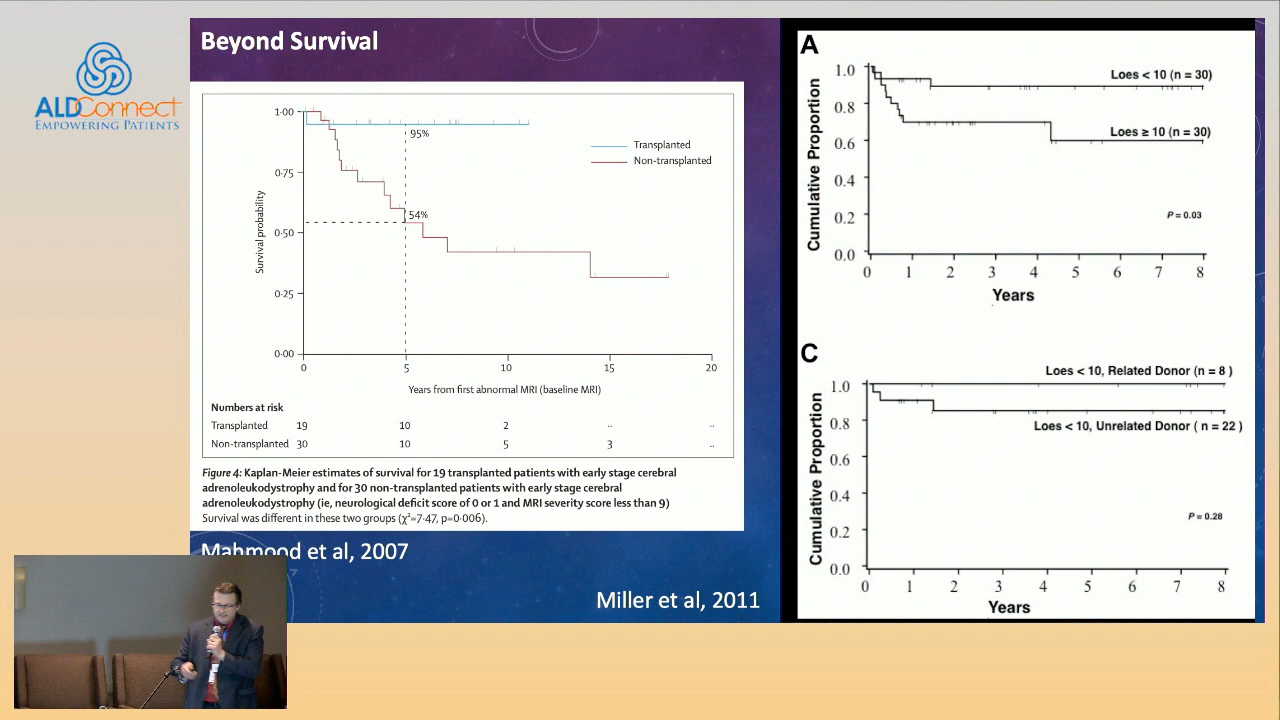 ALDConnect
EMPOWERING PATIENTS
Beyond Survival
1·00
0·75
0·50
0·25
0·00
Survival probability
95%
54%
Transplanted
Non-transplanted
0 5 10 15 20
Years from first abnormal MRI (baseline MRI)
Numbers at risk
Transplanted 19 10 2 .. ..
Non-transplanted 30 10 5 3 ..
Figure 4: Kaplan-Meier estimates of survival for 19 transplanted patients with early stage cerebral
adrenoleukodystrophy and for 30 non-transplanted patients with early stage cerebral
adrenoleukodystrophy (ie, neurological deficit score of 0 or 1 and MRI severity score less than 9)
Survival was different in these two groups (χ²=7·47, p=0·006).
Mahmood et al, 2007
Miller et al, 2011
A
Cumulative Proportion
1.0
0.8
0.6
0.4
0.2
0.0
Loes < 10 (n = 30)
Loes ≥ 10 (n = 30)
P = 0.03
0 1 2 3 4 5 6 7 8
Years
C
Cumulative Proportion
1.0
0.8
0.6
0.4
0.2
0.0
Loes < 10, Related Donor (n = 8 )
Loes < 10, Unrelated Donor ( n = 22 )
P = 0.28
0 1 2 3 4 5 6 7 8
Years